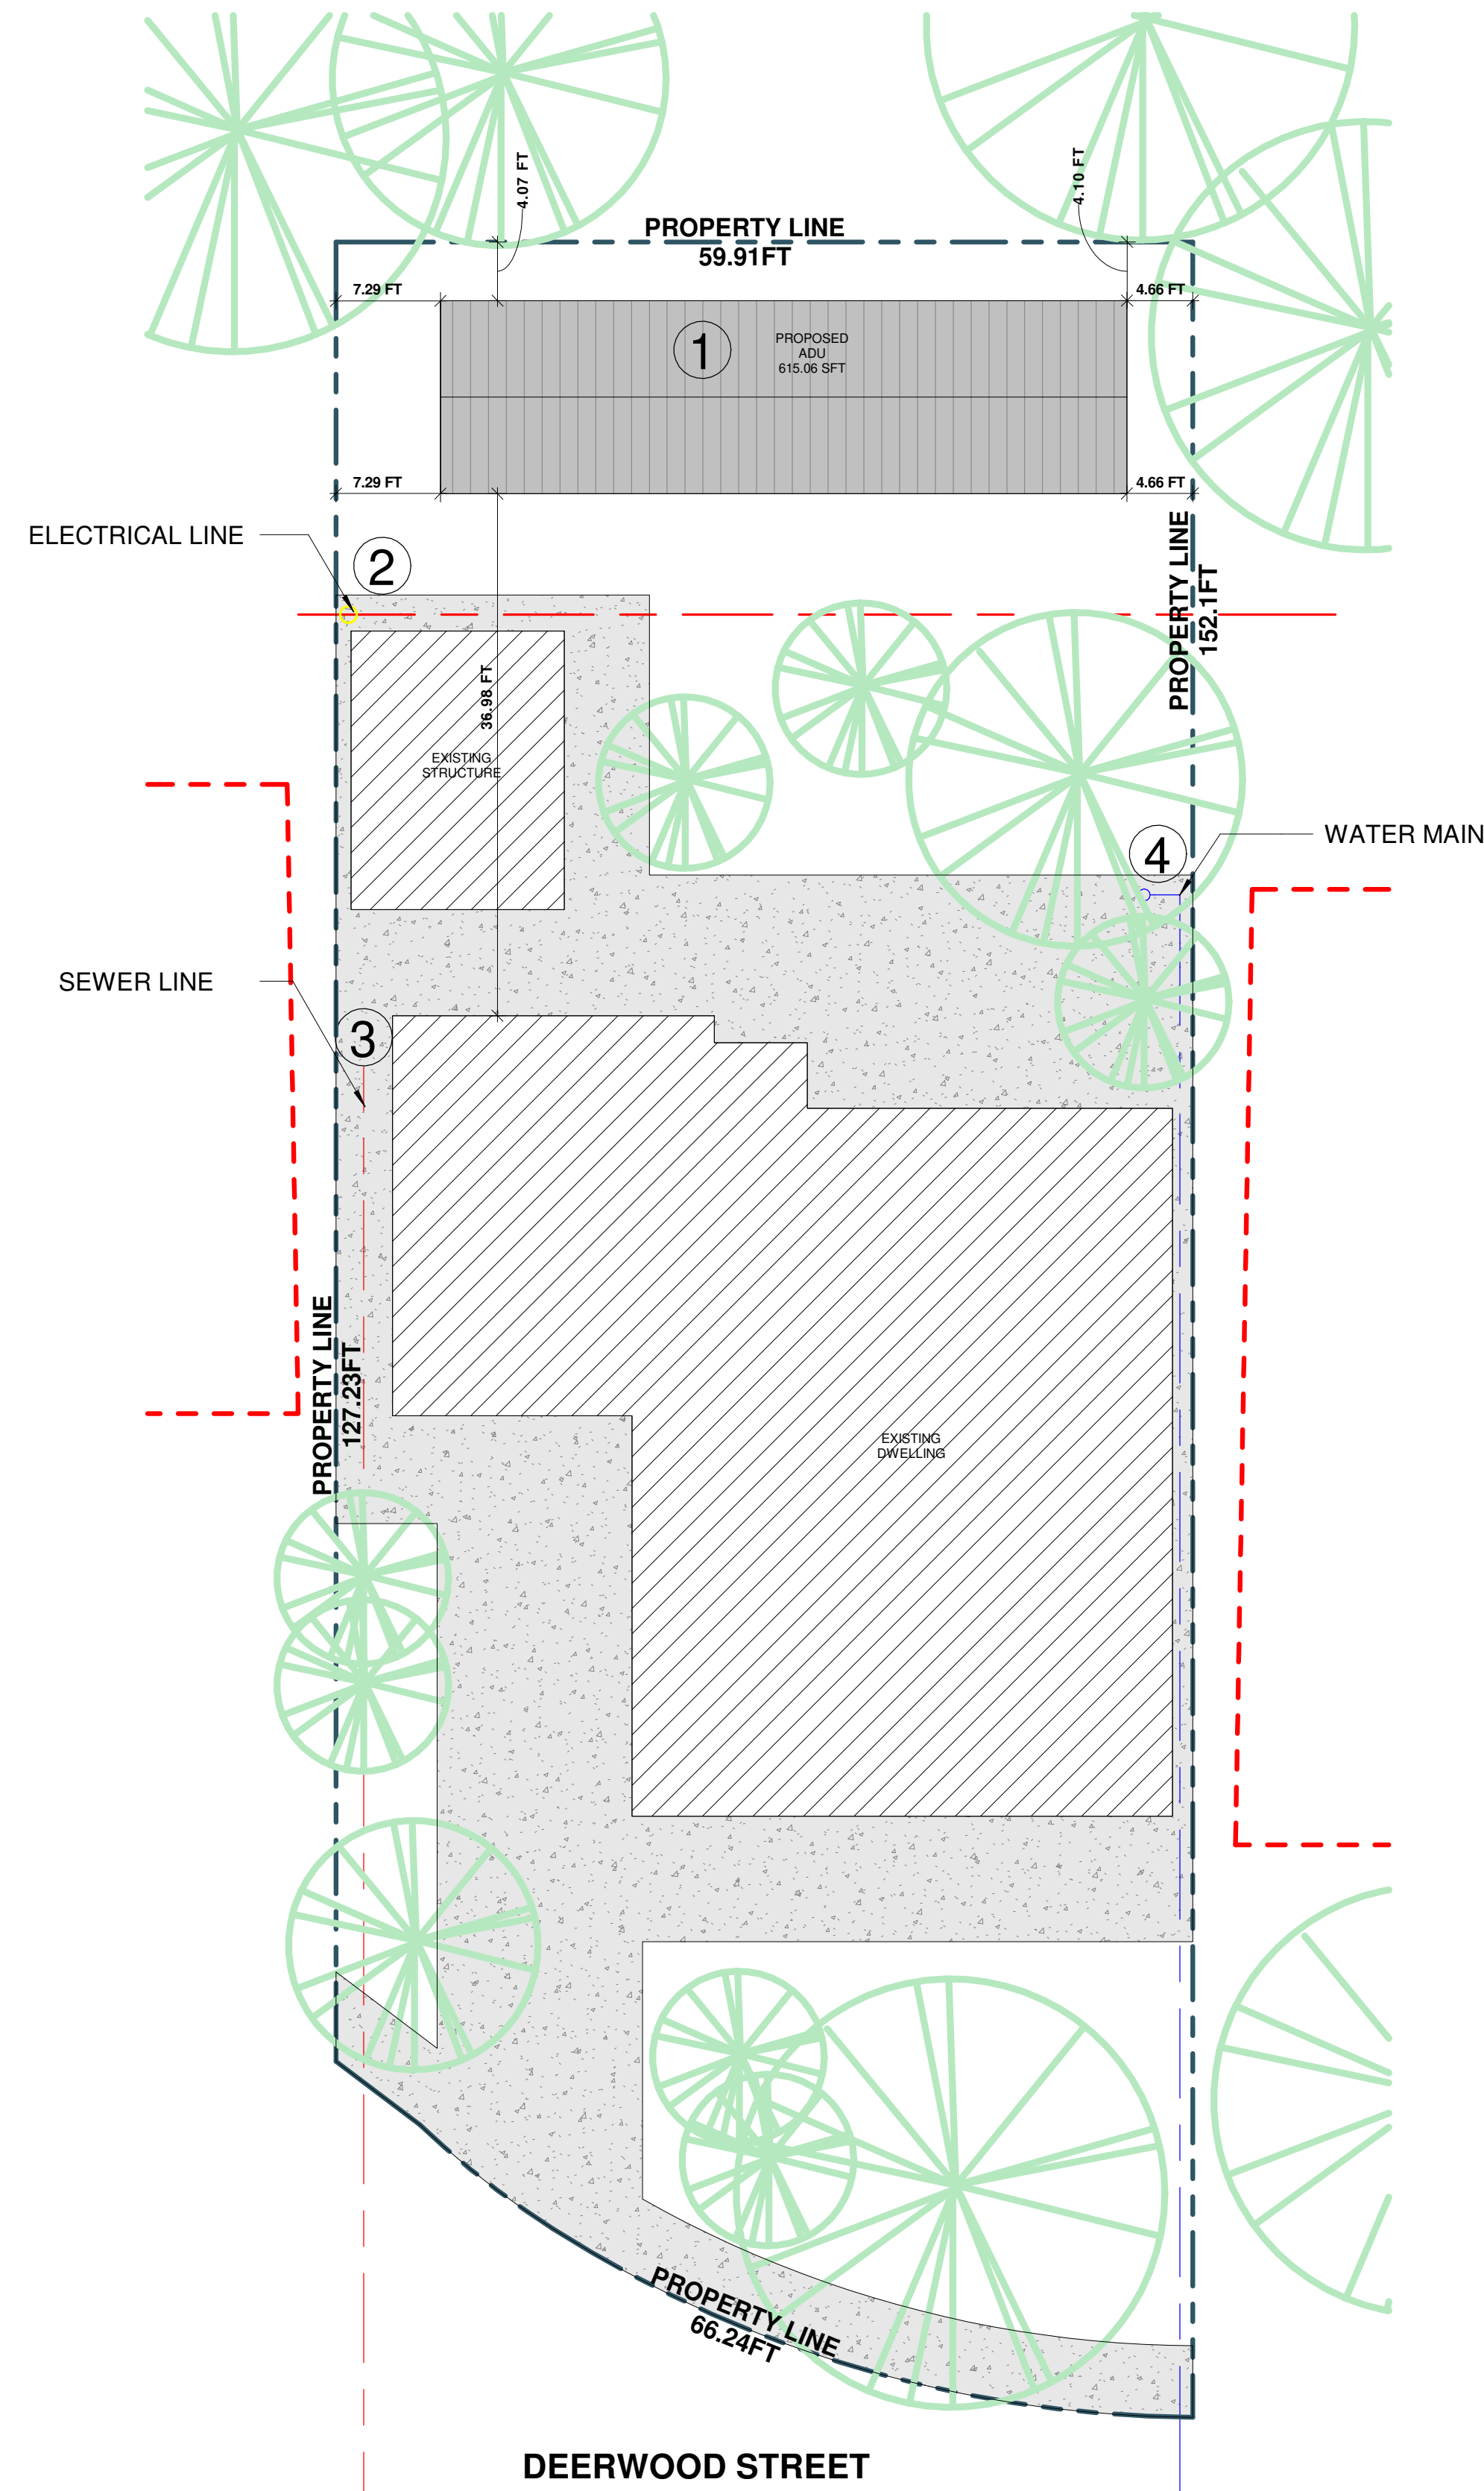 4.07 FT
4.10 FT
PROPERTY LINE
59.91FT
7.29 FT
4.66 FT
1
PROPOSED
ADU
615.06 SFT
7.29 FT
4.66 FT
ELECTRICAL LINE
2
PROPERTY LINE
152.1FT
36.98 FT
EXISTING
STRUCTURE
4
WATER MAIN
SEWER LINE
3
PROPERTY LINE
127.23FT
EXISTING
DWELLING
PROPERTY LINE
66.24FT
DEERWOOD STREET